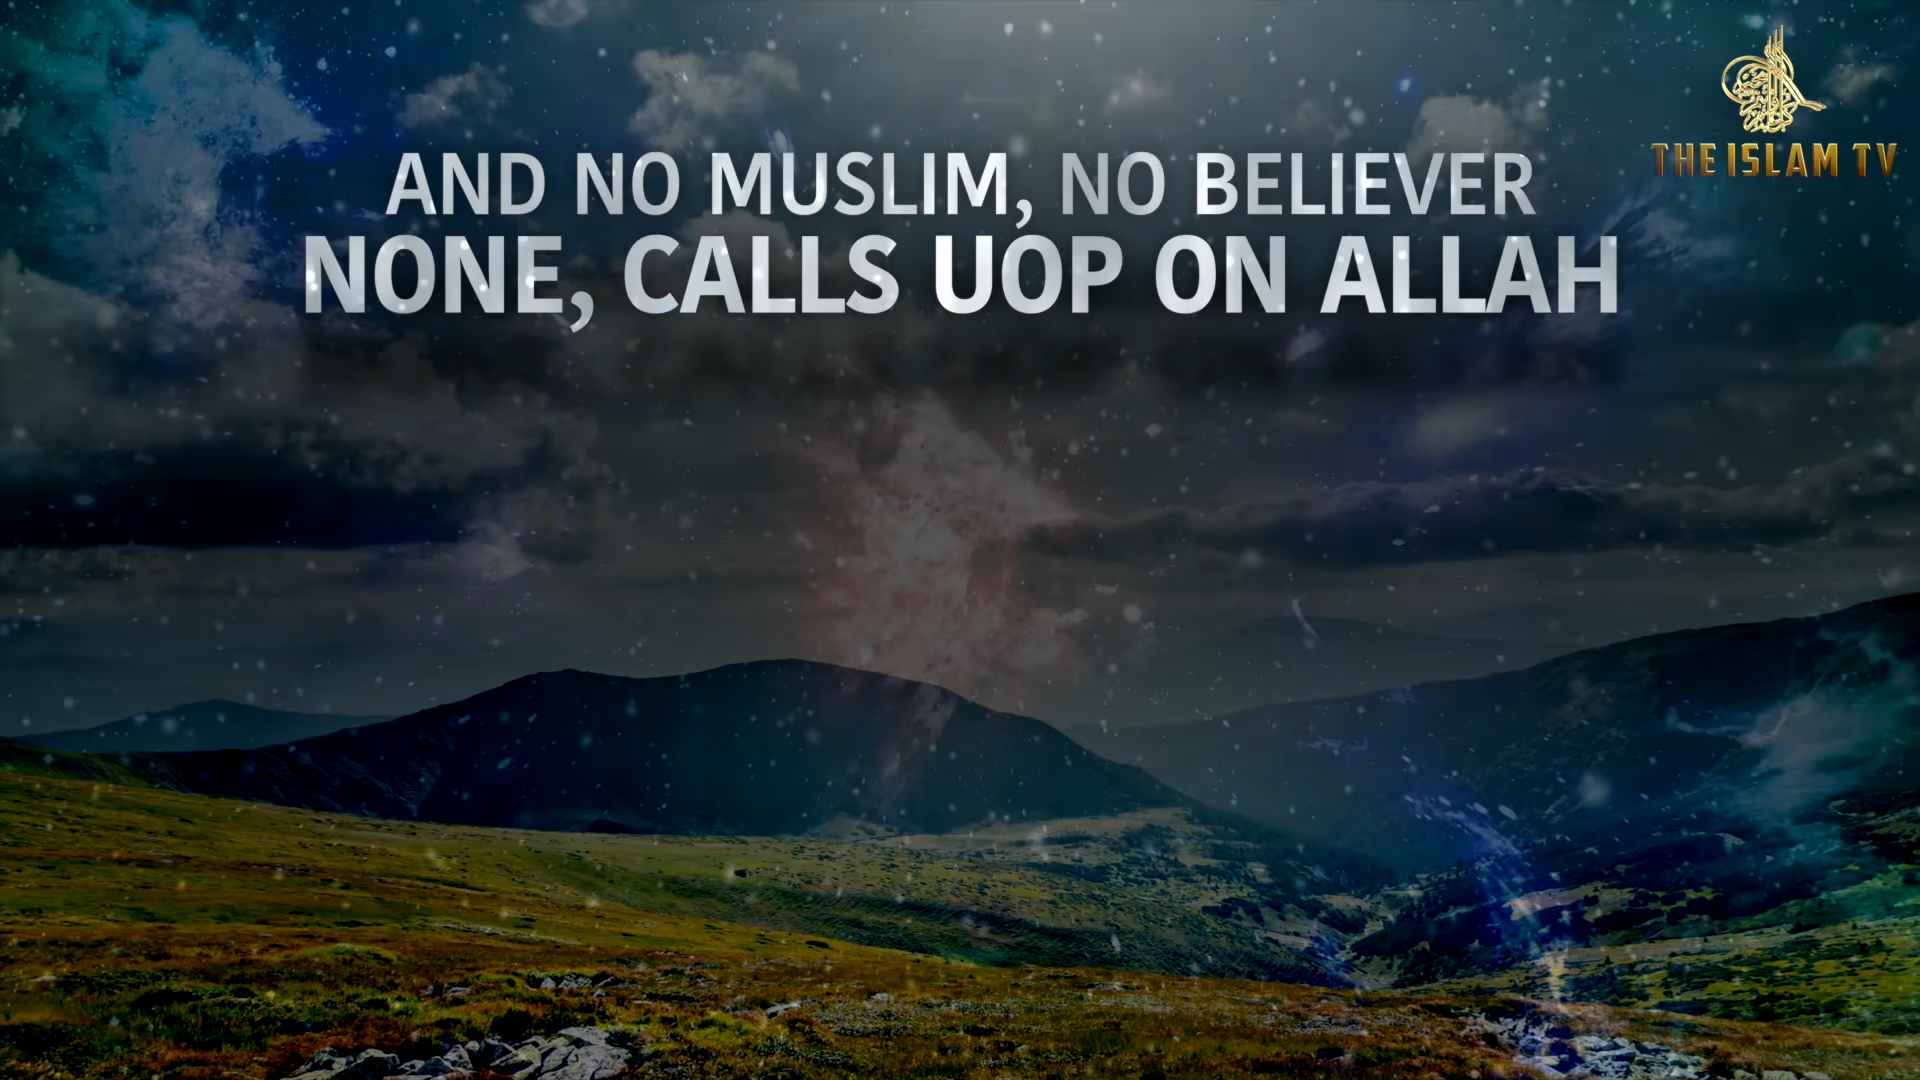 AND NO MUSLIM, NO BELIEVER
NONE, CALLS UOP ON ALLAH
THE ISLAM TV